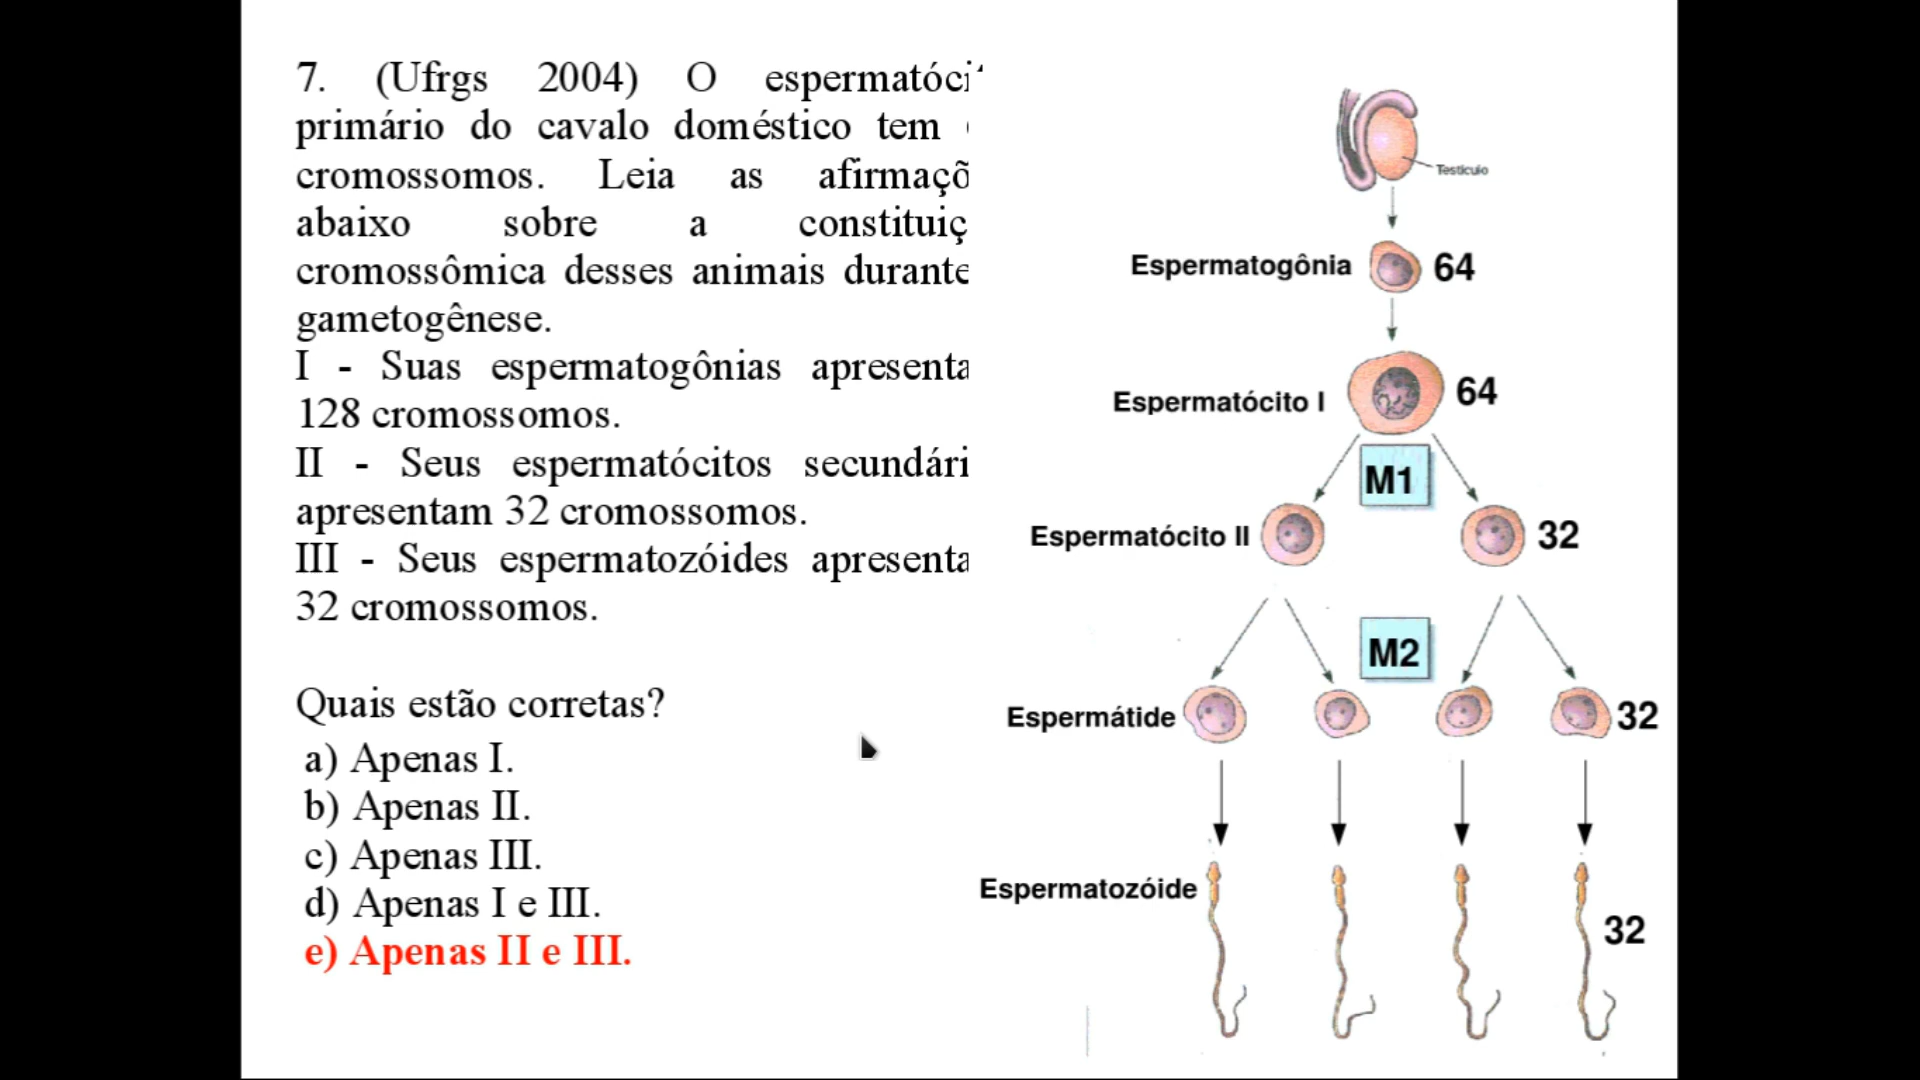 7. (Ufrgs 2004) O
primário do cavalo doméstico tem
cromossomos. Leia as
abaixo sobre a
cromossômica desses animais durante
gametogênese.
I - Suas espermatogônias apresenta
128 cromossomos.
II - Seus espermatócitos secundári
apresentam 32 cromossomos.
III - Seus espermatozóides apresenta
32 cromossomos.
Quais estão corretas?
a) Apenas I.
b) Apenas II.
c) Apenas III.
d) Apenas I e III.
e) Apenas II e III.
Testículo
Espermatogônia 64
Espermatócito I 64
M1
Espermatócito II 32
M2
Espermátide 32
Espermatozóide 32